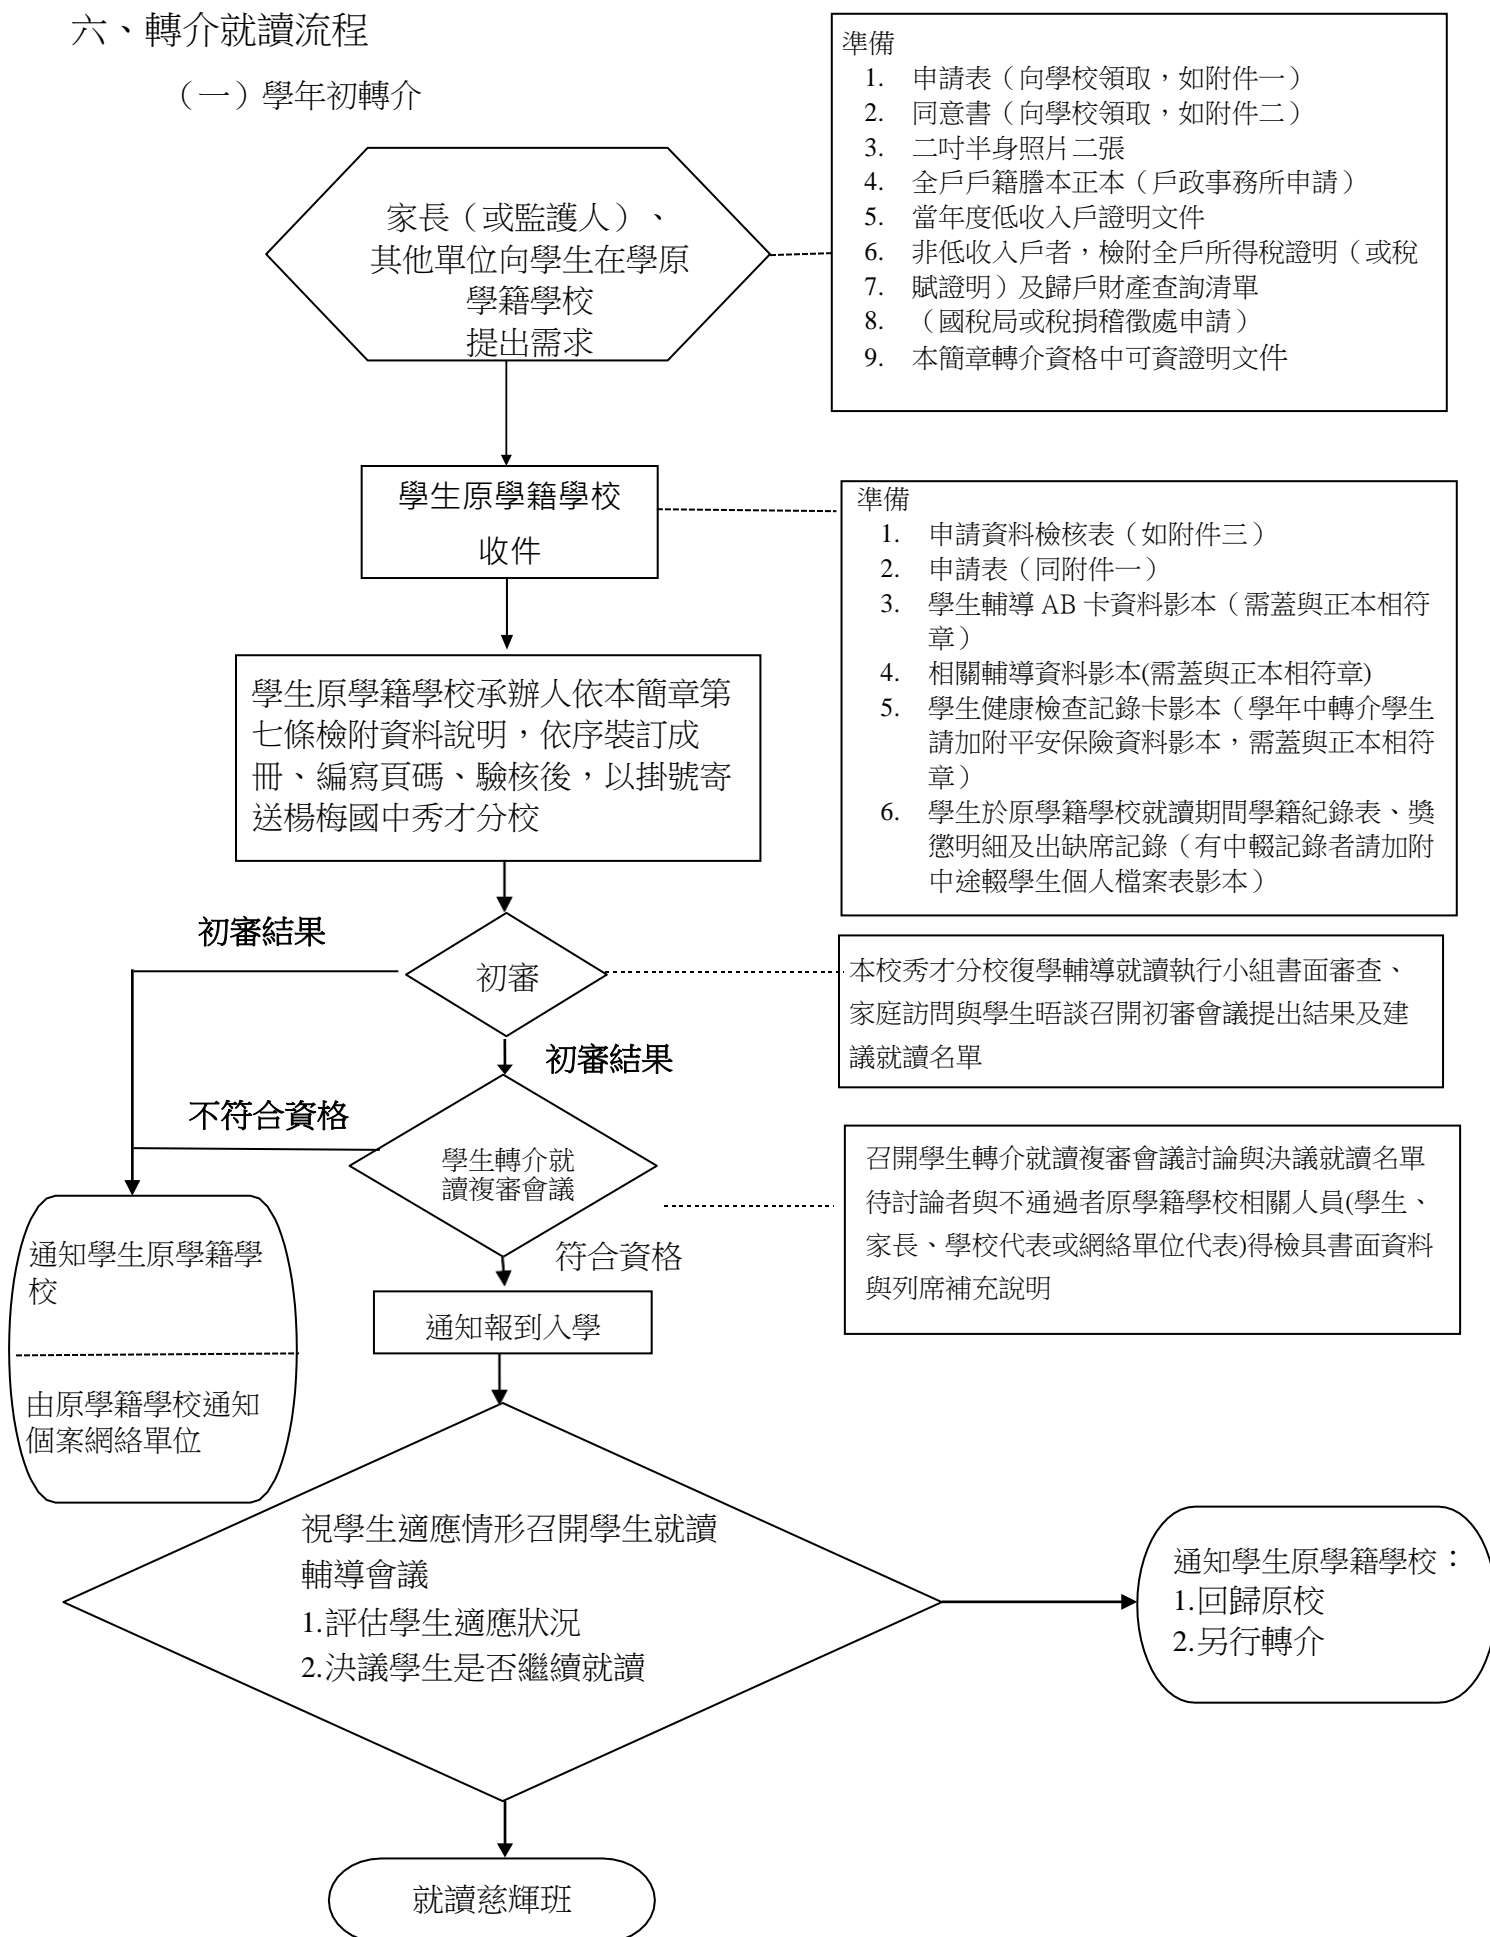 六、轉介就讀流程
（一）學年初轉介
準備
1. 申請表（向學校領取，如附件一）
2. 同意書（向學校領取，如附件二）
3. 二吋半身照片二張
4. 全戶戶籍謄本正本（戶政事務所申請）
5. 當年度低收入戶證明文件
6. 非低收入戶者，檢附全戶所得稅證明（或稅
7. 賦證明）及歸戶財產查詢清單
8. （國稅局或稅捐稽徵處申請）
9. 本簡章轉介資格中可資證明文件
家長（或監護人）、
其他單位向學生在學原
學籍學校
提出需求
學生原學籍學校
收件
準備
1. 申請資料檢核表（如附件三）
2. 申請表（同附件一）
3. 學生輔導 AB 卡資料影本（需蓋與正本相符
章）
4. 相關輔導資料影本(需蓋與正本相符章)
5. 學生健康檢查記錄卡影本（學年中轉介學生
請加附平安保險資料影本，需蓋與正本相符
章）
6. 學生於原學籍學校就讀期間學籍紀錄表、獎
懲明細及出缺席記錄（有中輟記錄者請加附
中途輟學生個人檔案表影本）
學生原學籍學校承辦人依本簡章第
七條檢附資料說明，依序裝訂成
冊、編寫頁碼、驗核後，以掛號寄
送楊梅國中秀才分校
初審結果
初審
本校秀才分校復學輔導就讀執行小組書面審查、
家庭訪問與學生晤談召開初審會議提出結果及建
議就讀名單
初審結果
不符合資格
學生轉介就
讀複審會議
召開學生轉介就讀複審會議討論與決議就讀名單
待討論者與不通過者原學籍學校相關人員(學生、
家長、學校代表或網絡單位代表)得檢具書面資料
與列席補充說明
符合資格
通知學生原學籍學
校
由原學籍學校通知
個案網絡單位
通知報到入學
視學生適應情形召開學生就讀
輔導會議
1.評估學生適應狀況
2.決議學生是否繼續就讀
通知學生原學籍學校：
1.回歸原校
2.另行轉介
就讀慈輝班